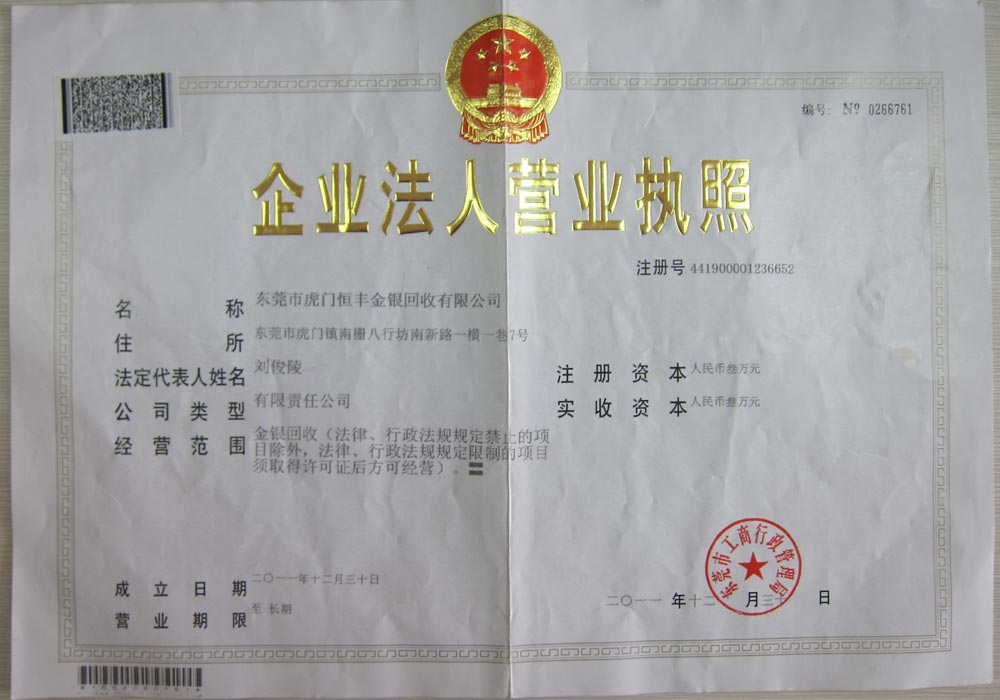 编号: № 0266761
企业法人营业执照
注册号 441900001236652
名称 东莞市虎门恒丰金银回收有限公司
住所 东莞市虎门镇南栅八行坊南新路一横一巷7号
法定代表人姓名 刘俊陵
注册资本 人民币叁万元
公司类型 有限责任公司
实收资本 人民币叁万元
经营范围 金银回收（法律、行政法规规定禁止的项
目除外，法律、行政法规规定限制的项目
须取得许可证后方可经营）。
东莞市工商行政管理局
成立日期 二〇一一年十二月三十日
二〇一一 年 十二 月 三十 日
营业期限 至 长期